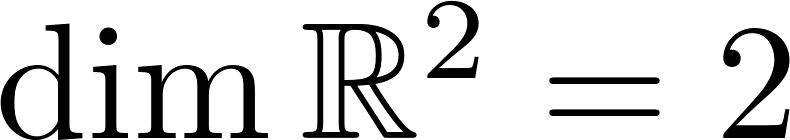 dim ℝ² = 2